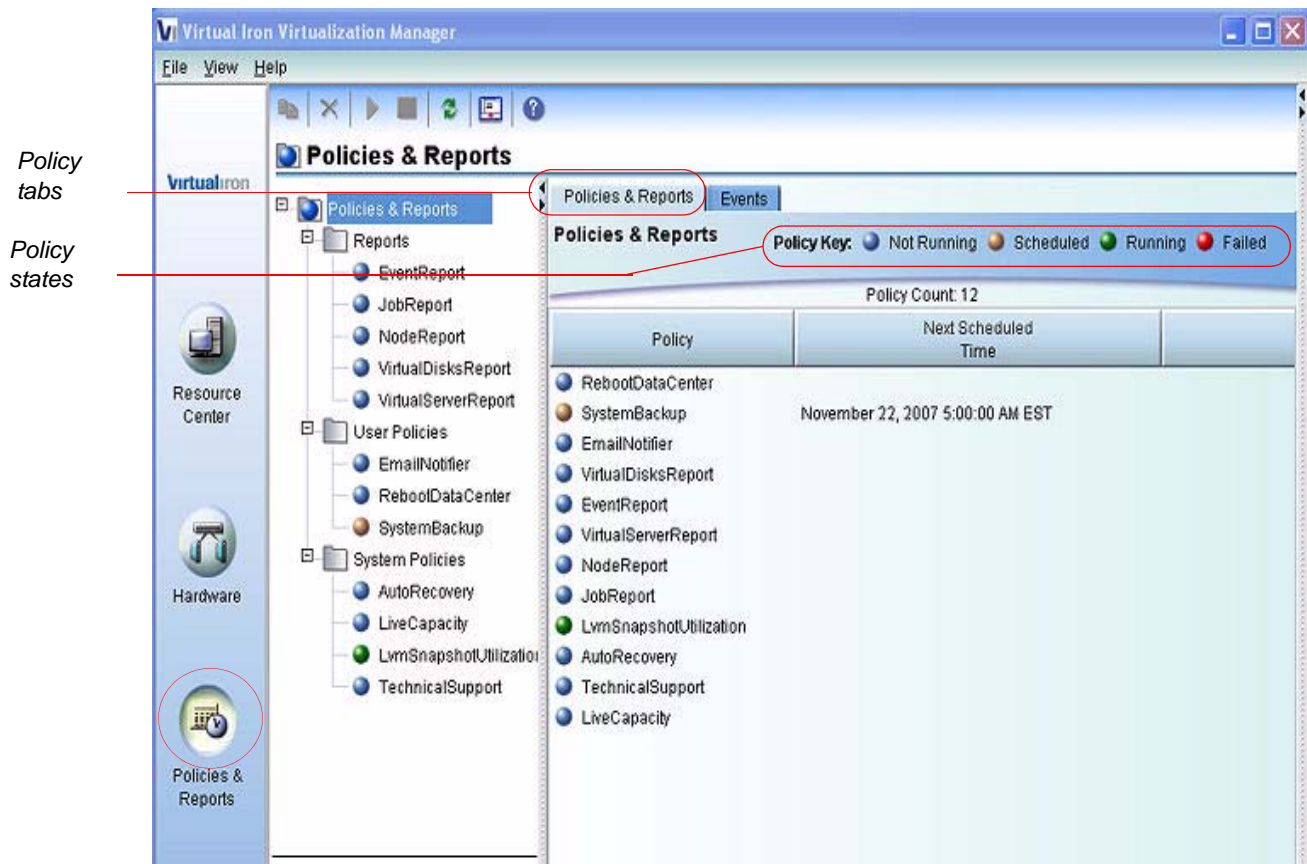 Virtual Iron Virtualization Manager
File View Help
Policies & Reports
Policy
tabs
Policy
states
VirtualIron
Resource
Center
Hardware
Policies &
Reports
Policies & Reports
Reports
EventReport
JobReport
NodeReport
VirtualDisksReport
VirtualServerReport
User Policies
EmailNotifier
RebootDataCenter
SystemBackup
System Policies
AutoRecovery
LiveCapacity
LvmSnapshotUtilization
TechnicalSupport
Policies & Reports Events
Policies & Reports Policy Key: Not Running Scheduled Running Failed
Policy Count: 12
Policy Next Scheduled
Time
RebootDataCenter
SystemBackup November 22, 2007 5:00:00 AM EST
EmailNotifier
VirtualDisksReport
EventReport
VirtualServerReport
NodeReport
JobReport
LvmSnapshotUtilization
AutoRecovery
TechnicalSupport
LiveCapacity